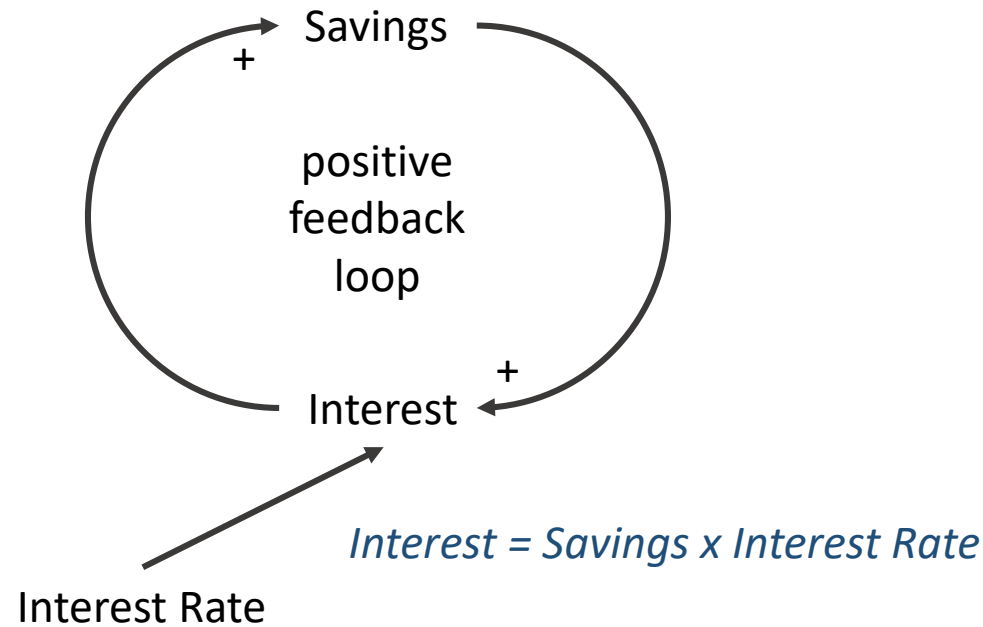 Savings
+
positive
feedback
loop
+
Interest
Interest = Savings x Interest Rate
Interest Rate